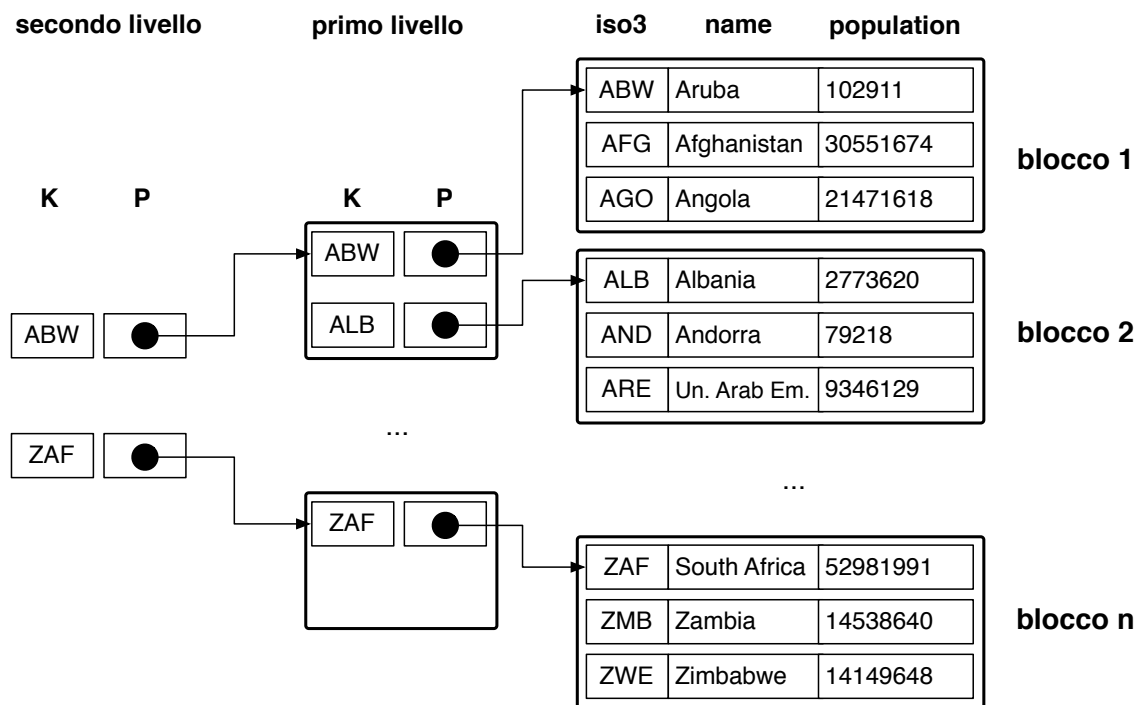 secondo livello primo livello iso3 name population
ABW Aruba 102911
AFG Afghanistan 30551674
blocco 1
K P K P AGO Angola 21471618
ABW
ALB Albania 2773620
ABW ALB AND Andorra 79218 blocco 2
ARE Un. Arab Em. 9346129
...
ZAF
...
ZAF
ZAF South Africa 52981991
ZMB Zambia 14538640 blocco n
ZWE Zimbabwe 14149648